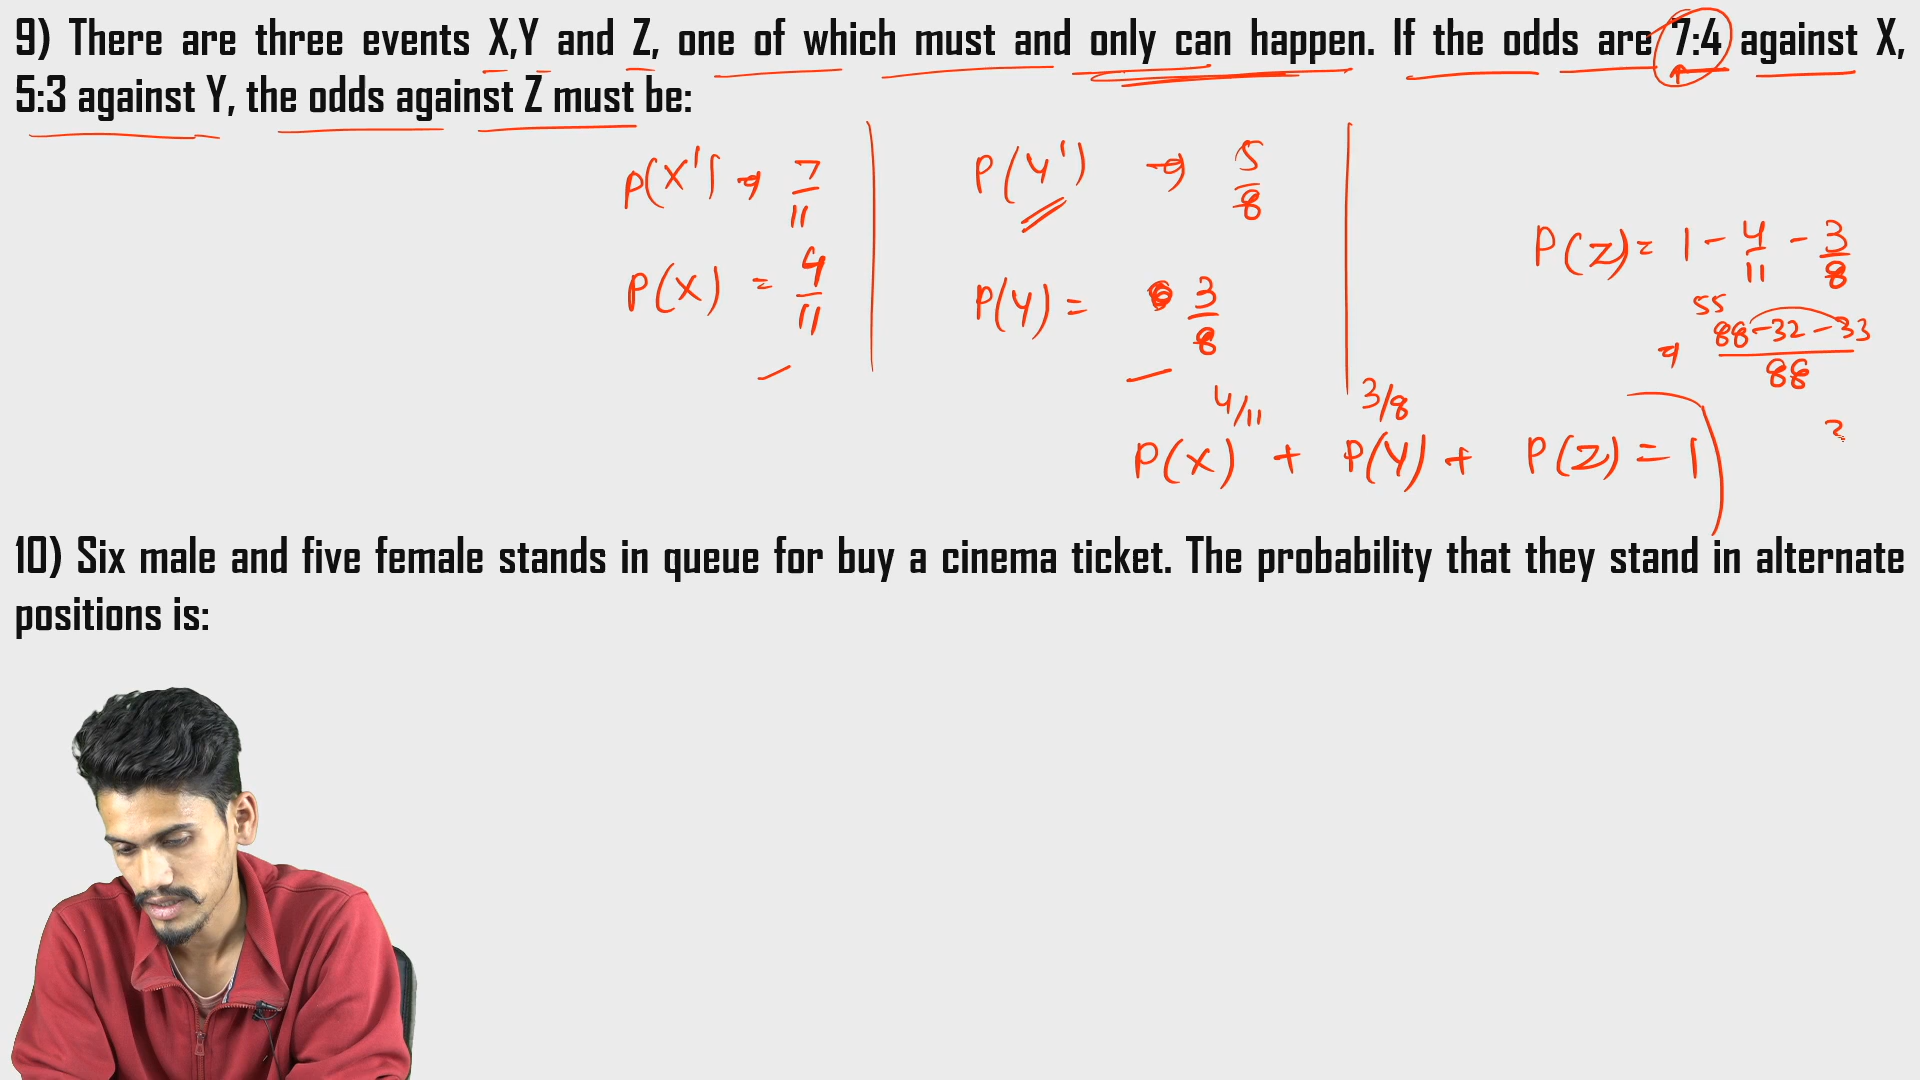 9) There are three events X,Y and Z, one of which must and only can happen. If the odds are 7:4 against X,
5:3 against Y, the odds against Z must be:
P(X') → 7/11
P(Y') → 5/8
P(X) = 4/11
P(Y) = 3/8
P(Z) = 1 - 4/11 - 3/8
55
→ 88-32-33/88
4/11 3/8
P(X) + P(Y) + P(Z) = 1
10) Six male and five female stands in queue for buy a cinema ticket. The probability that they stand in alternate
positions is: